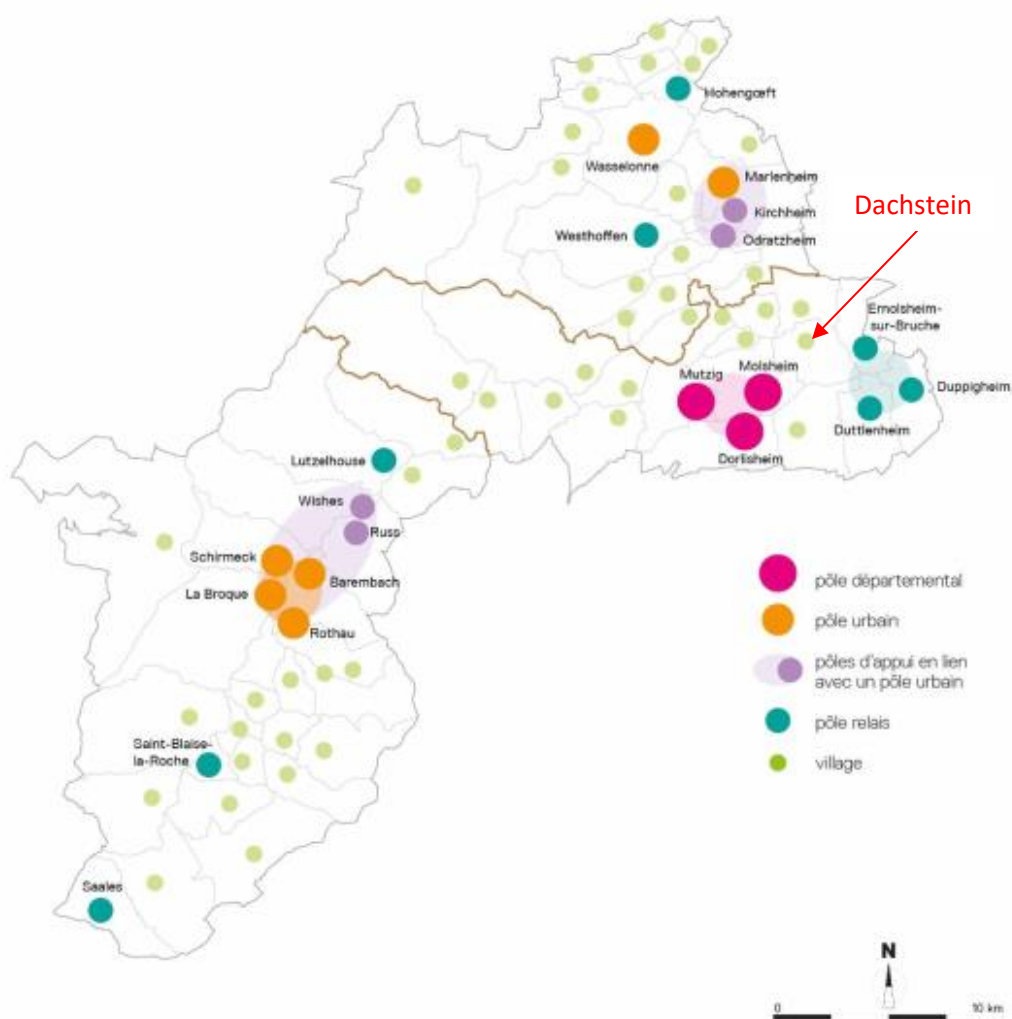 Hohengœft
Wasselonne
Marlenheim
Kirchheim
Odratzheim
Westhoffen
Dachstein
Ernolsheim-
sur-Bruche
Duppigheim
Duttlenheim
Mutzig
Molsheim
Dorlisheim
Lutzelhouse
Wishes
Russ
Schirmeck
Barembach
La Broque
Rothau
Saint-Blaise-
la-Roche
Saales
pôle départemental
pôle urbain
pôles d'appui en lien
avec un pôle urbain
pôle relais
village
N
0
10 km